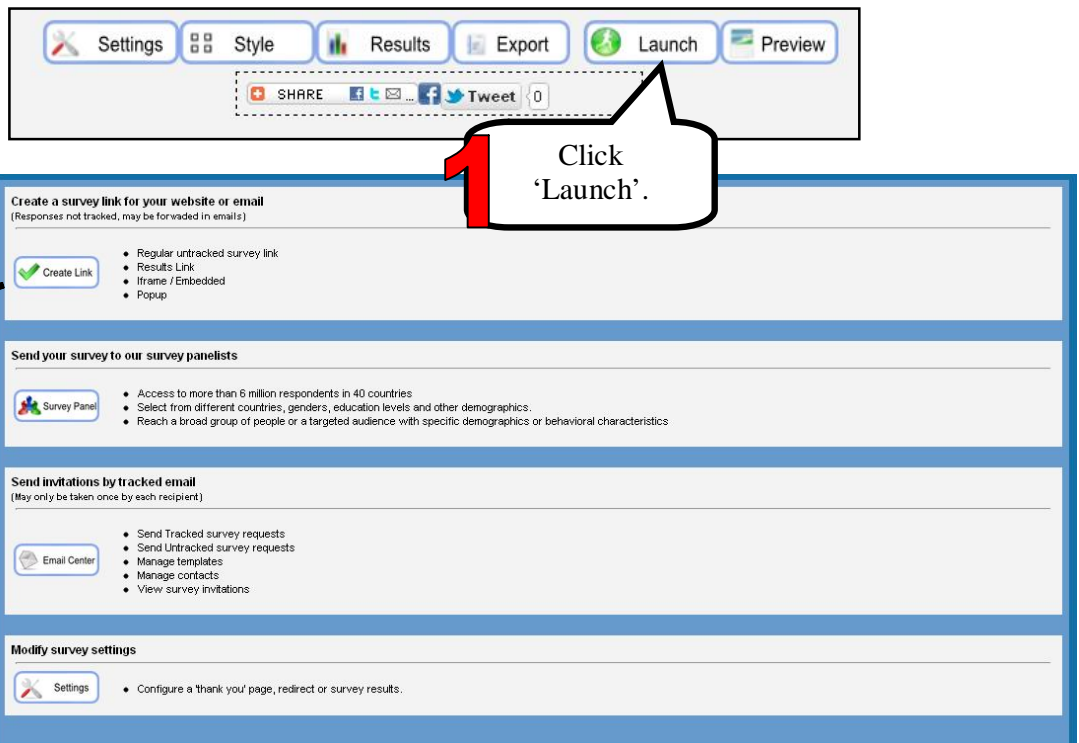 Settings Style Results Export Launch Preview
SHARE ... Tweet 0
1
Click
‘Launch’.
Create a survey link for your website or email
(Responses not tracked, may be forwaded in emails)
Create Link
• Regular untracked survey link
• Results Link
• Iframe / Embedded
• Popup
Send your survey to our survey panelists
Survey Panel
• Access to more than 6 million respondents in 40 countries
• Select from different countries, genders, education levels and other demographics.
• Reach a broad group of people or a targeted audience with specific demographics or behavioral characteristics
Send invitations by tracked email
(May only be taken once by each recipient)
Email Center
• Send Tracked survey requests
• Send Untracked survey requests
• Manage templates
• Manage contacts
• View survey invitations
Modify survey settings
Settings
• Configure a 'thank you' page, redirect or survey results.